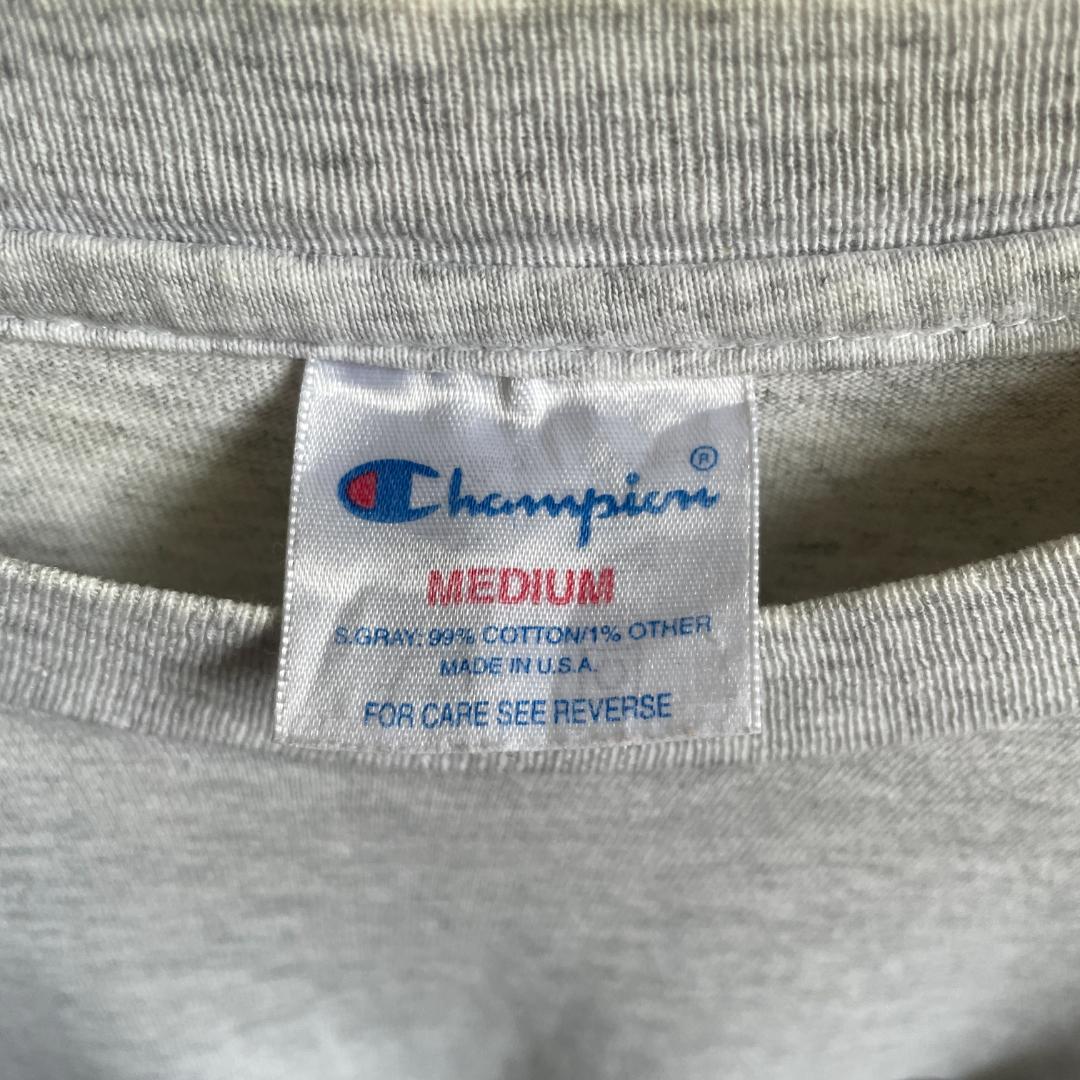 Champion®
MEDIUM
S.GRAY: 99% COTTON/1% OTHER
MADE IN U.S.A.
FOR CARE SEE REVERSE